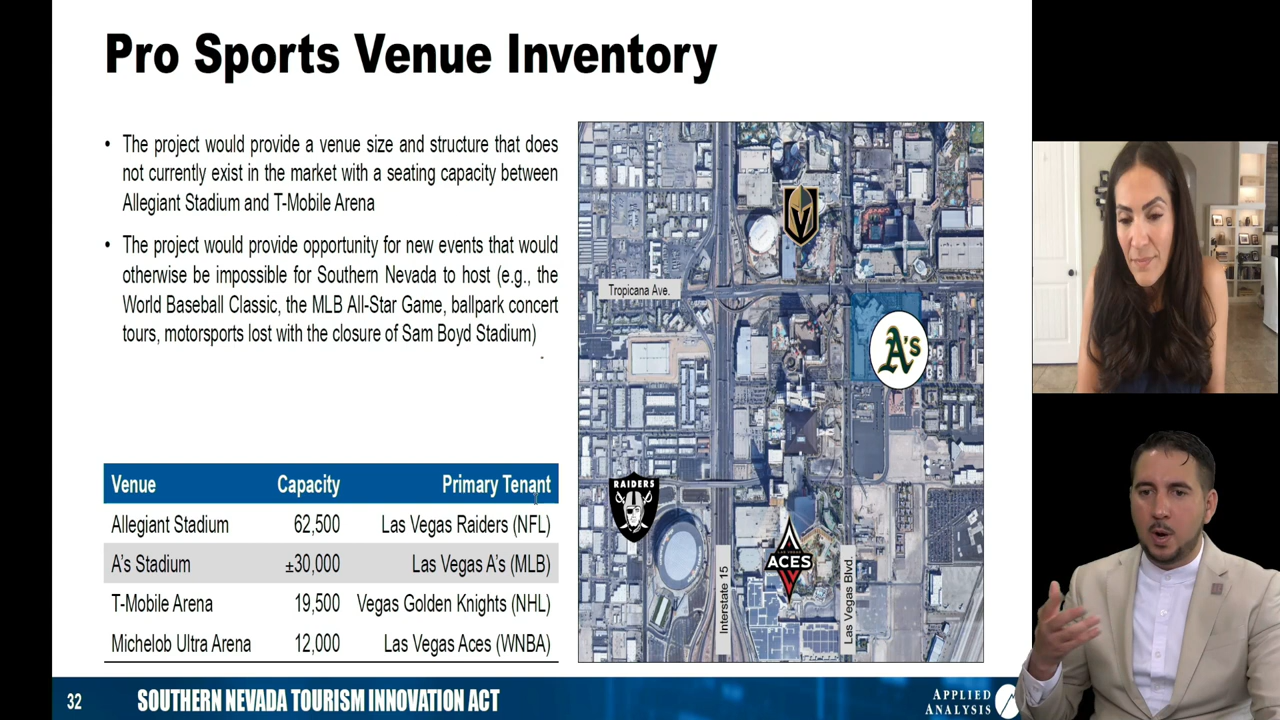 Pro Sports Venue Inventory
• The project would provide a venue size and structure that does
not currently exist in the market with a seating capacity between
Allegiant Stadium and T-Mobile Arena
• The project would provide opportunity for new events that would
otherwise be impossible for Southern Nevada to host (e.g., the
World Baseball Classic, the MLB All-Star Game, ballpark concert
tours, motorsports lost with the closure of Sam Boyd Stadium)
Venue Capacity Primary Tenant
Allegiant Stadium 62,500 Las Vegas Raiders (NFL)
A's Stadium ±30,000 Las Vegas A's (MLB)
T-Mobile Arena 19,500 Vegas Golden Knights (NHL)
Michelob Ultra Arena 12,000 Las Vegas Aces (WNBA)
Tropicana Ave.
A's
RAIDERS
LAS VEGAS
ACES
Interstate 15
Las Vegas Blvd.
32 SOUTHERN NEVADA TOURISM INNOVATION ACT
APPLIED
ANALYSIS